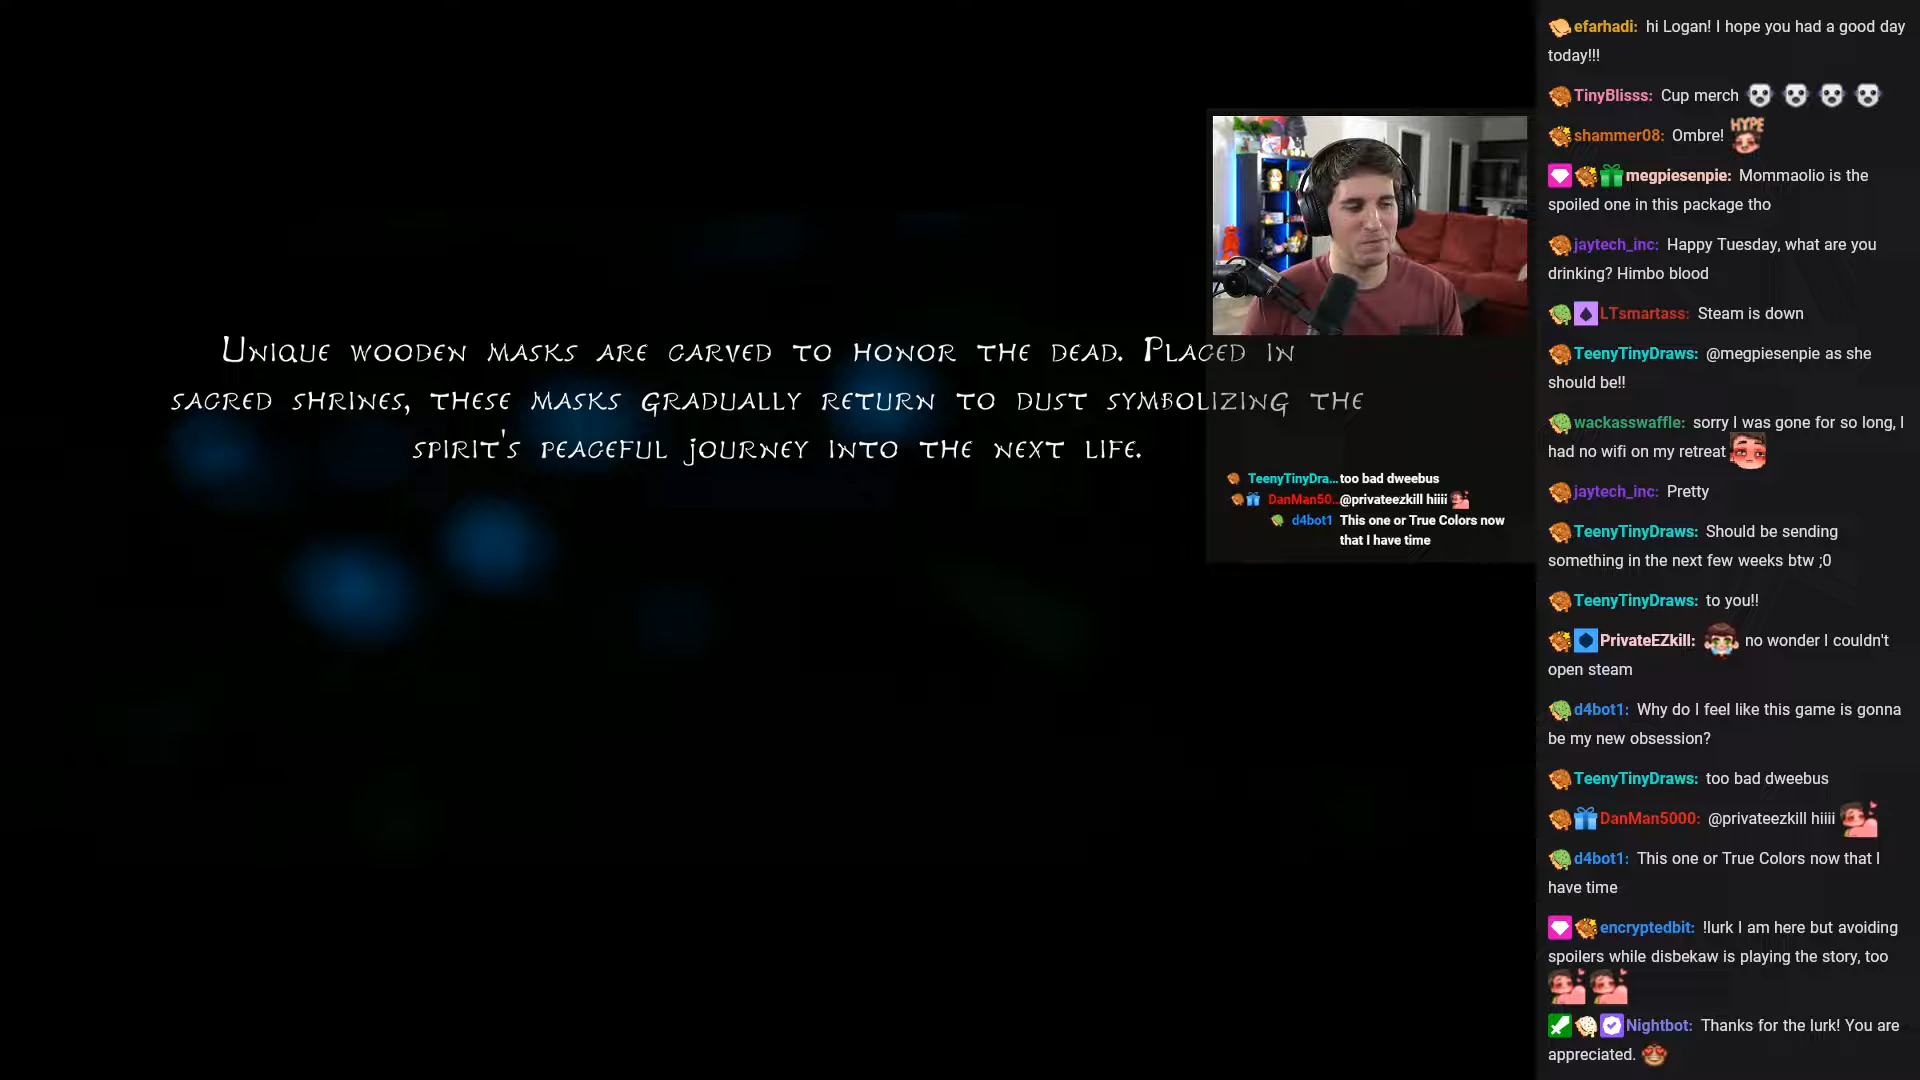 Unique wooden masks are carved to honor the dead. Placed in
sacred shrines, these masks gradually return to dust symbolizing the
spirit's peaceful journey into the next life.
TeenyTinyDra... too bad dweebus
DanMan50... @privateezkill hiiii
d4bot1 This one or True Colors now
that I have time
efarhadi: hi Logan! I hope you had a good day
today!!!
TinyBlisss: Cup merch
shammer08: Ombre!
HYPE
megpiesenpie: Mommaolio is the
spoiled one in this package tho
jaytech_inc: Happy Tuesday, what are you
drinking? Himbo blood
LTsmartass: Steam is down
TeenyTinyDraws: @megpiesenpie as she
should be!!
wackasswaffle: sorry I was gone for so long, I
had no wifi on my retreat
jaytech_inc: Pretty
TeenyTinyDraws: Should be sending
something in the next few weeks btw ;0
TeenyTinyDraws: to you!!
PrivateEZkill: no wonder I couldn't
open steam
d4bot1: Why do I feel like this game is gonna
be my new obsession?
TeenyTinyDraws: too bad dweebus
DanMan5000: @privateezkill hiiii
d4bot1: This one or True Colors now that I
have time
encryptedbit: !lurk I am here but avoiding
spoilers while disbekaw is playing the story, too
Nightbot: Thanks for the lurk! You are
appreciated.